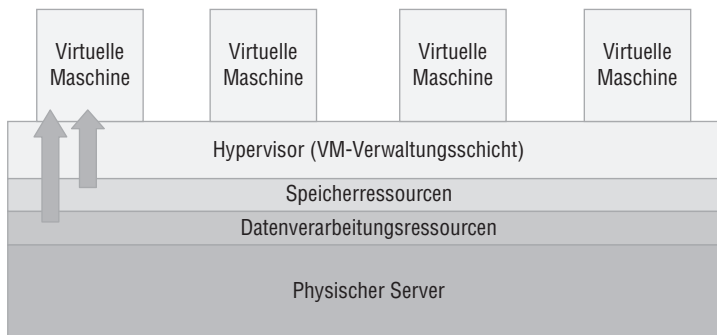 Virtuelle
Maschine
Virtuelle
Maschine
Virtuelle
Maschine
Virtuelle
Maschine
Hypervisor (VM-Verwaltungsschicht)
Speicherressourcen
Datenverarbeitungsressourcen
Physischer Server